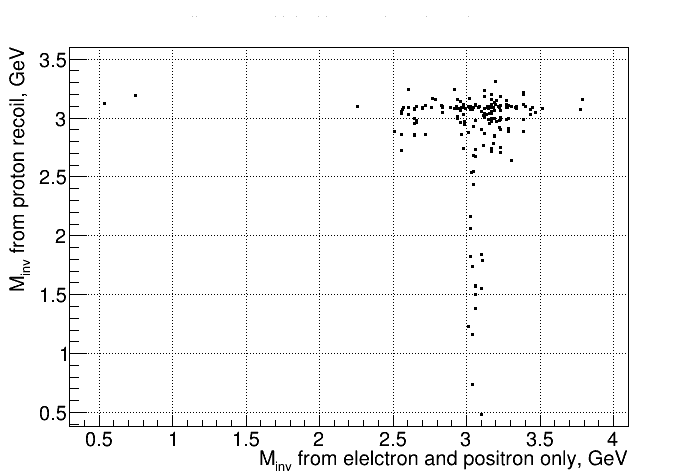 M_inv from proton recoil, GeV
3.5
3
2.5
2
1.5
1
0.5
0.5 1 1.5 2 2.5 3 3.5 4
M_inv from elelctron and positron only, GeV